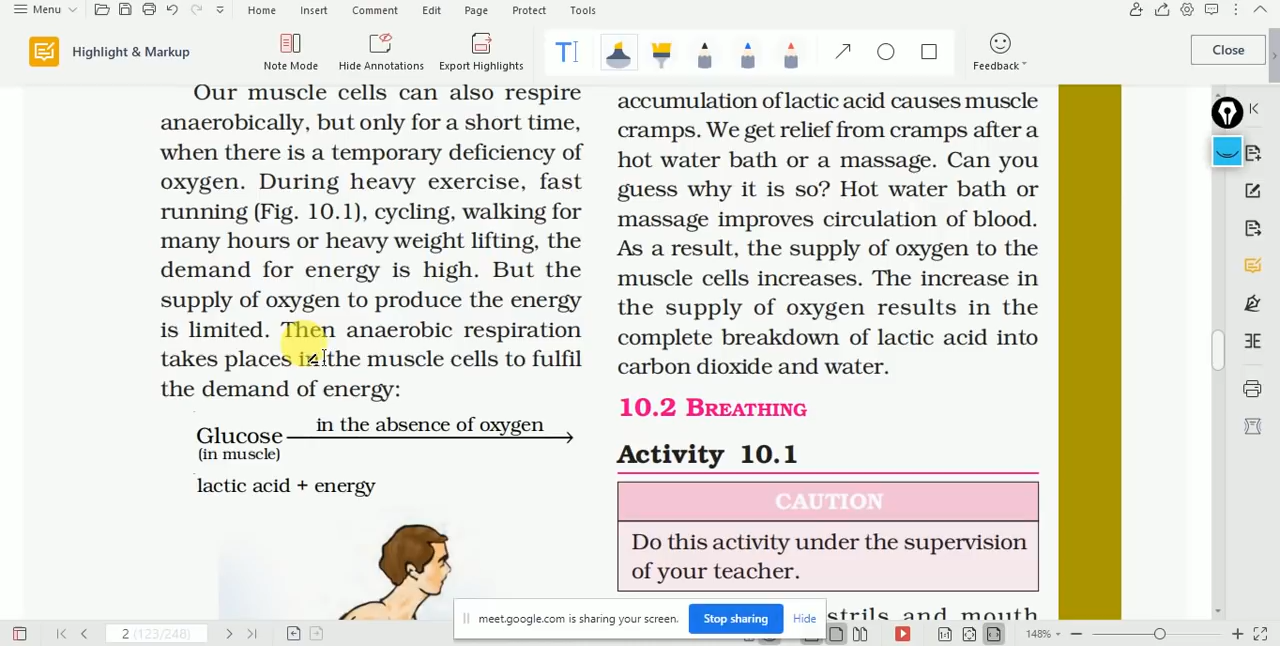 Menu
Home
Insert
Comment
Edit
Page
Protect
Tools
Highlight & Markup
Note Mode
Hide Annotations
Export Highlights
Feedback
Close
Our muscle cells can also respire
anaerobically, but only for a short time,
when there is a temporary deficiency of
oxygen. During heavy exercise, fast
running (Fig. 10.1), cycling, walking for
many hours or heavy weight lifting, the
demand for energy is high. But the
supply of oxygen to produce the energy
is limited. Then anaerobic respiration
takes places in the muscle cells to fulfil
the demand of energy:
in the absence of oxygen
Glucose
(in muscle)
lactic acid + energy
accumulation of lactic acid causes muscle
cramps. We get relief from cramps after a
hot water bath or a massage. Can you
guess why it is so? Hot water bath or
massage improves circulation of blood.
As a result, the supply of oxygen to the
muscle cells increases. The increase in
the supply of oxygen results in the
complete breakdown of lactic acid into
carbon dioxide and water.
10.2 BREATHING
Activity 10.1
CAUTION
Do this activity under the supervision
of your teacher.
strils and mouth
meet.google.com is sharing your screen.
Stop sharing
Hide
2 (123/248)
148%